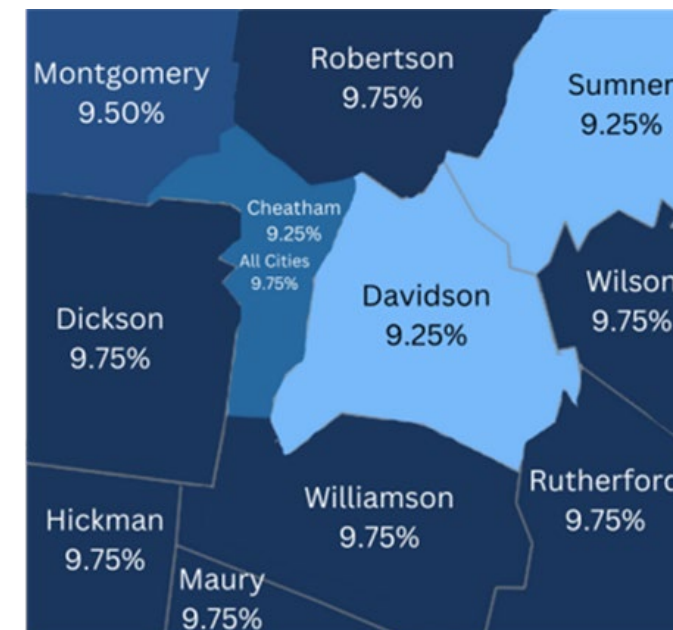 Montgomery
9.50%
Robertson
9.75%
Sumner
9.25%
Cheatham
9.25%
All Cities
9.75%
Davidson
9.25%
Wilson
9.75%
Dickson
9.75%
Williamson
9.75%
Rutherford
9.75%
Hickman
9.75%
Maury
9.75%